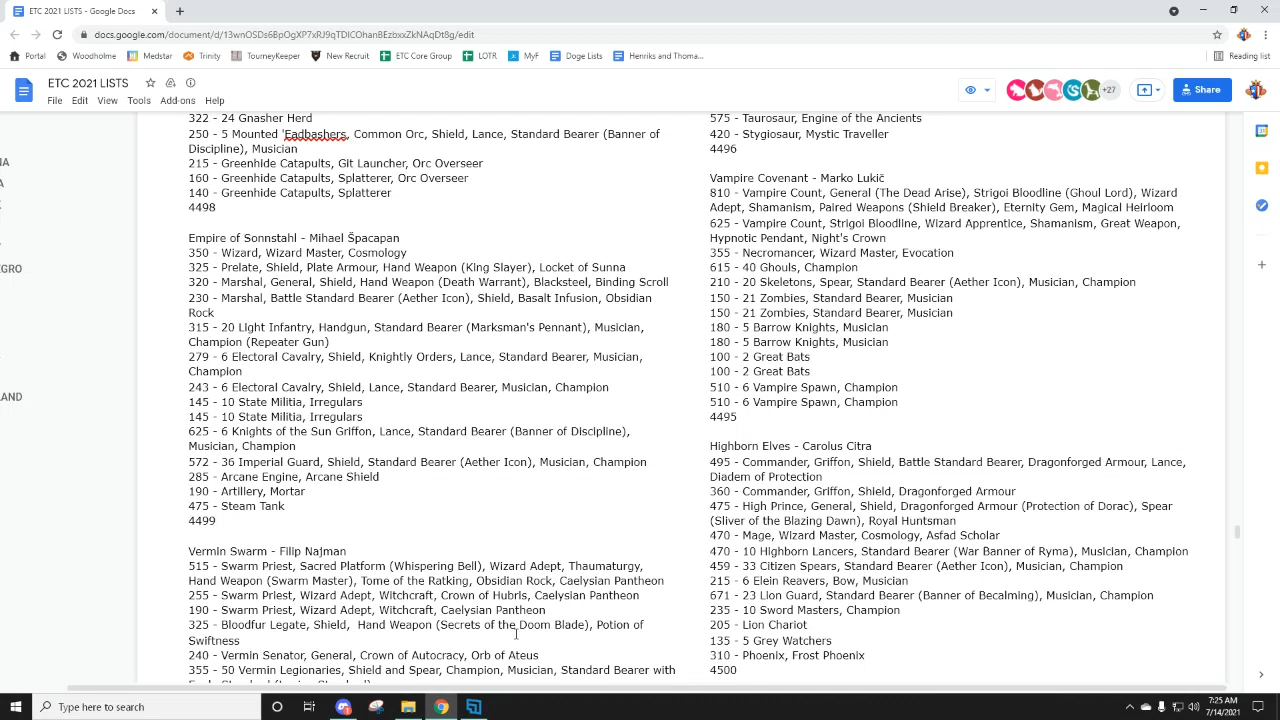 ETC 2021 LISTS - Google Docs
docs.google.com/document/d/13wnOSDs6BpOgXP7xRJ9qTDICOhanBEzbxxZkNAqDt8g/edit
Portal
Woodholme
Medstar
Trinity
TourneyKeeper
New Recruit
ETC Core Group
LOTR
MyF
Doge Lists
Henriks and Thoma...
Reading list
ETC 2021 LISTS
File Edit View Tools Add-ons Help
+27
Share
NA
A
EGRO
LAND
322 - 24 Gnasher Herd
250 - 5 Mounted 'Eadbashers, Common Orc, Shield, Lance, Standard Bearer (Banner of
Discipline), Musician
215 - Greenhide Catapults, Git Launcher, Orc Overseer
160 - Greenhide Catapults, Splatterer, Orc Overseer
140 - Greenhide Catapults, Splatterer
4498
Empire of Sonnstahl - Mihael Špacapan
350 - Wizard, Wizard Master, Cosmology
325 - Prelate, Shield, Plate Armour, Hand Weapon (King Slayer), Locket of Sunna
320 - Marshal, General, Shield, Hand Weapon (Death Warrant), Blacksteel, Binding Scroll
230 - Marshal, Battle Standard Bearer (Aether Icon), Shield, Basalt Infusion, Obsidian
Rock
315 - 20 Light Infantry, Handgun, Standard Bearer (Marksman's Pennant), Musician,
Champion (Repeater Gun)
279 - 6 Electoral Cavalry, Shield, Knightly Orders, Lance, Standard Bearer, Musician,
Champion
243 - 6 Electoral Cavalry, Shield, Lance, Standard Bearer, Musician, Champion
145 - 10 State Militia, Irregulars
145 - 10 State Militia, Irregulars
625 - 6 Knights of the Sun Griffon, Lance, Standard Bearer (Banner of Discipline),
Musician, Champion
572 - 36 Imperial Guard, Shield, Standard Bearer (Aether Icon), Musician, Champion
285 - Arcane Engine, Arcane Shield
190 - Artillery, Mortar
475 - Steam Tank
4499
Vermin Swarm - Filip Najman
515 - Swarm Priest, Sacred Platform (Whispering Bell), Wizard Adept, Thaumaturgy,
Hand Weapon (Swarm Master), Tome of the Ratking, Obsidian Rock, Caelysian Pantheon
255 - Swarm Priest, Wizard Adept, Witchcraft, Crown of Hubris, Caelysian Pantheon
190 - Swarm Priest, Wizard Adept, Witchcraft, Caelysian Pantheon
325 - Bloodfur Legate, Shield, Hand Weapon (Secrets of the Doom Blade), Potion of
Swiftness
240 - Vermin Senator, General, Crown of Autocracy, Orb of Ateus
355 - 50 Vermin Legionaries, Shield and Spear, Champion, Musician, Standard Bearer with
575 - Taurosaur, Engine of the Ancients
420 - Stygiosaur, Mystic Traveller
4496
Vampire Covenant - Marko Lukič
810 - Vampire Count, General (The Dead Arise), Strigoi Bloodline (Ghoul Lord), Wizard
Adept, Shamanism, Paired Weapons (Shield Breaker), Eternity Gem, Magical Heirloom
625 - Vampire Count, Strigoi Bloodline, Wizard Apprentice, Shamanism, Great Weapon,
Hypnotic Pendant, Night's Crown
355 - Necromancer, Wizard Master, Evocation
615 - 40 Ghouls, Champion
210 - 20 Skeletons, Spear, Standard Bearer (Aether Icon), Musician, Champion
150 - 21 Zombies, Standard Bearer, Musician
150 - 21 Zombies, Standard Bearer, Musician
180 - 5 Barrow Knights, Musician
180 - 5 Barrow Knights, Musician
100 - 2 Great Bats
100 - 2 Great Bats
510 - 6 Vampire Spawn, Champion
510 - 6 Vampire Spawn, Champion
4495
Highborn Elves - Carolus Citra
495 - Commander, Griffon, Shield, Battle Standard Bearer, Dragonforged Armour, Lance,
Diadem of Protection
360 - Commander, Griffon, Shield, Dragonforged Armour
475 - High Prince, General, Shield, Dragonforged Armour (Protection of Dorac), Spear
(Sliver of the Blazing Dawn), Royal Huntsman
470 - Mage, Wizard Master, Cosmology, Asfad Scholar
470 - 10 Highborn Lancers, Standard Bearer (War Banner of Ryma), Musician, Champion
459 - 33 Citizen Spears, Standard Bearer (Aether Icon), Musician, Champion
215 - 6 Elein Reavers, Bow, Musician
671 - 23 Lion Guard, Standard Bearer (Banner of Becalming), Musician, Champion
235 - 10 Sword Masters, Champion
205 - Lion Chariot
135 - 5 Grey Watchers
310 - Phoenix, Frost Phoenix
4500
Type here to search
7:25 AM
7/14/2021